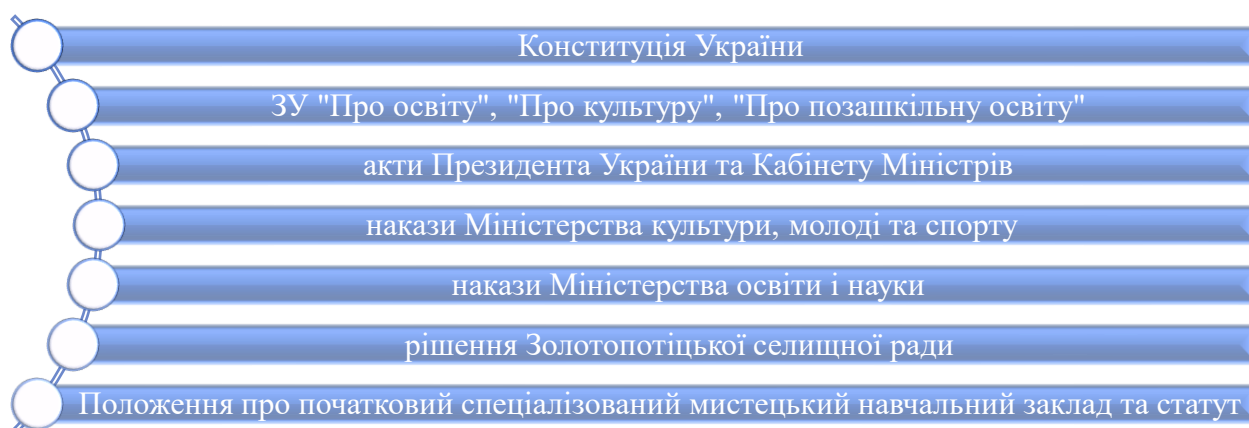 Конституція України
ЗУ "Про освіту", "Про культуру", "Про позашкільну освіту"
акти Президента України та Кабінету Міністрів
накази Міністерства культури, молоді та спорту
накази Міністерства освіти і науки
рішення Золотопотіцької селищної ради
Положення про початковий спеціалізований мистецький навчальний заклад та статут